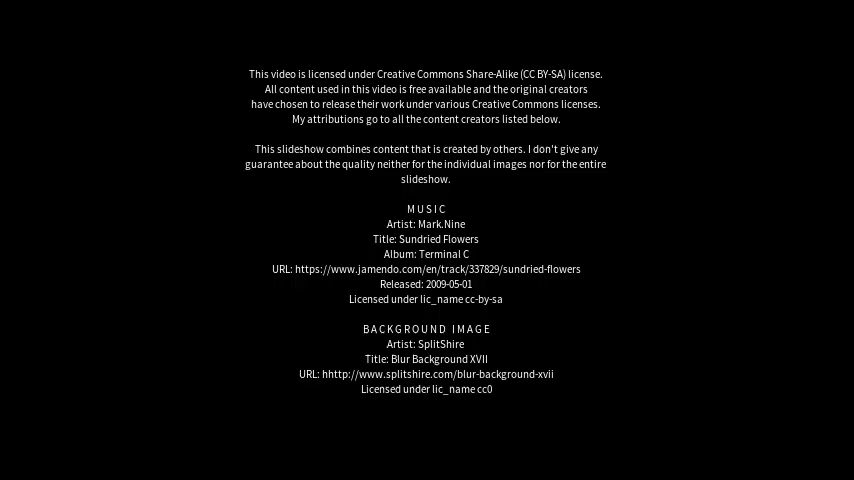 This video is licensed under Creative Commons Share-Alike (CC BY-SA) license.
All content used in this video is free available and the original creators
have chosen to release their work under various Creative Commons licenses.
My attributions go to all the content creators listed below.
This slideshow combines content that is created by others. I don't give any
guarantee about the quality neither for the individual images nor for the entire
slideshow.
MUSIC
Artist: Mark.Nine
Title: Sundried Flowers
Album: Terminal C
URL: https://www.jamendo.com/en/track/337829/sundried-flowers
Released: 2009-05-01
Licensed under lic_name cc-by-sa
BACKGROUND IMAGE
Artist: SplitShire
Title: Blur Background XVII
URL: hhttp://www.splitshire.com/blur-background-xvii
Licensed under lic_name cc0